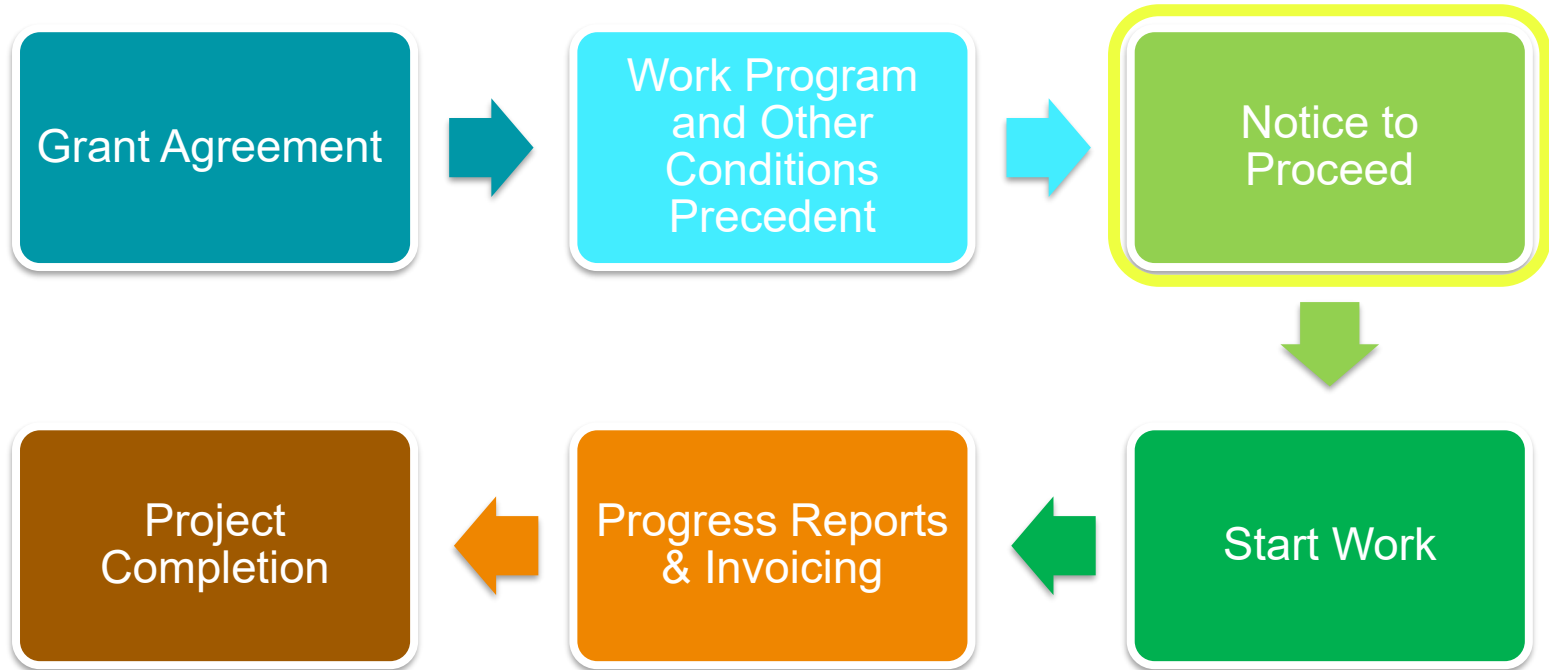 Grant Agreement
Work Program
and Other
Conditions
Precedent
Notice to
Proceed
Start Work
Progress Reports
& Invoicing
Project
Completion